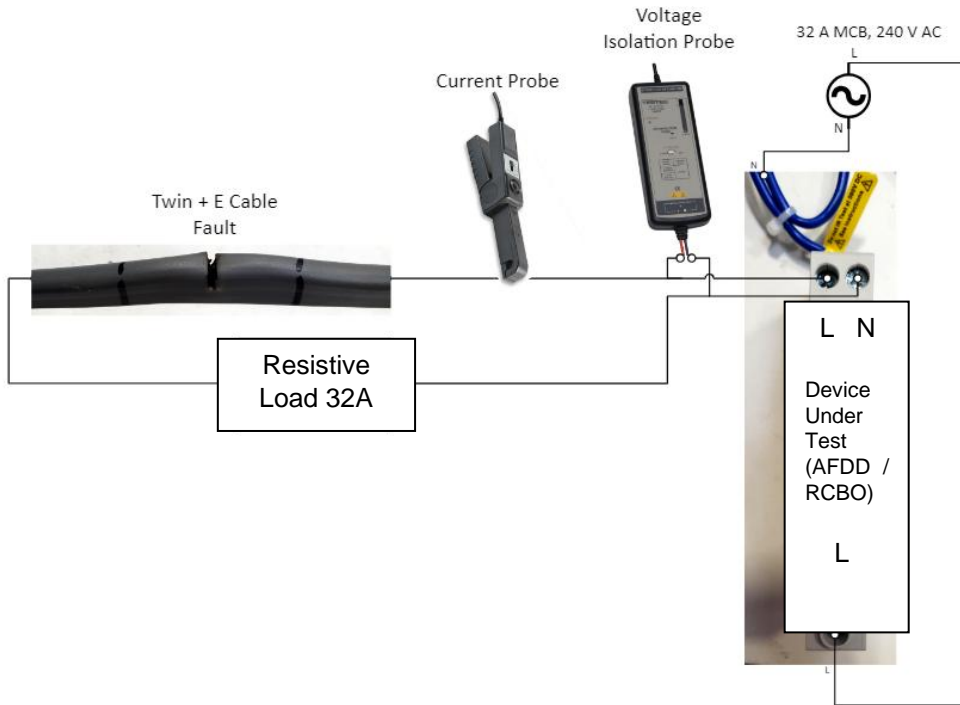 Voltage
Isolation Probe
32 A MCB, 240 V AC
L
Current Probe
N
N
Twin + E Cable
Fault
L N
Resistive
Load 32A
Device
Under
Test
(AFDD /
RCBO)
L
L